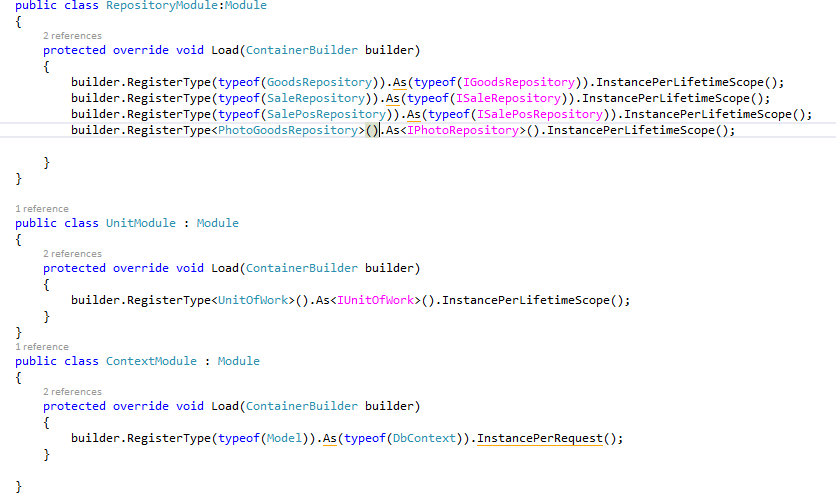 public class RepositoryModule:Module
{
2 references
protected override void Load(ContainerBuilder builder)
{
builder.RegisterType(typeof(GoodsRepository)).As(typeof(IGoodsRepository)).InstancePerLifetimeScope();
builder.RegisterType(typeof(SaleRepository)).As(typeof(ISaleRepository)).InstancePerLifetimeScope();
builder.RegisterType(typeof(SalePosRepository)).As(typeof(ISalePosRepository)).InstancePerLifetimeScope();
builder.RegisterType<PhotoGoodsRepository>().As<IPhotoRepository>().InstancePerLifetimeScope();
}
}
1 reference
public class UnitModule : Module
{
2 references
protected override void Load(ContainerBuilder builder)
{
builder.RegisterType<UnitOfWork>().As<IUnitOfWork>().InstancePerLifetimeScope();
}
}
1 reference
public class ContextModule : Module
{
2 references
protected override void Load(ContainerBuilder builder)
{
builder.RegisterType(typeof(Model)).As(typeof(DbContext)).InstancePerRequest();
}
}